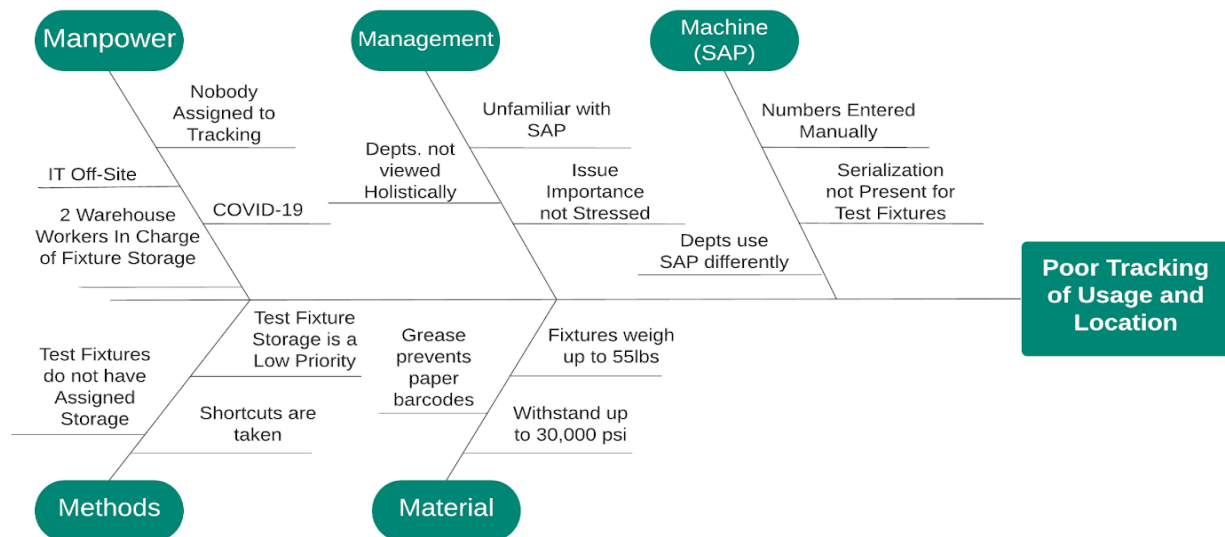 Manpower
Management
Machine
(SAP)
Nobody
Assigned to
Tracking
IT Off-Site
COVID-19
2 Warehouse
Workers In Charge
of Fixture Storage
Unfamiliar with
SAP
Depts. not
viewed
Holistically
Issue
Importance
not Stressed
Numbers Entered
Manually
Serialization
not Present for
Test Fixtures
Depts use
SAP differently
Poor Tracking
of Usage and
Location
Test Fixture
Storage is a
Low Priority
Test Fixtures
do not have
Assigned
Storage
Shortcuts are
taken
Grease
prevents
paper
barcodes
Fixtures weigh
up to 55lbs
Withstand up
to 30,000 psi
Methods
Material